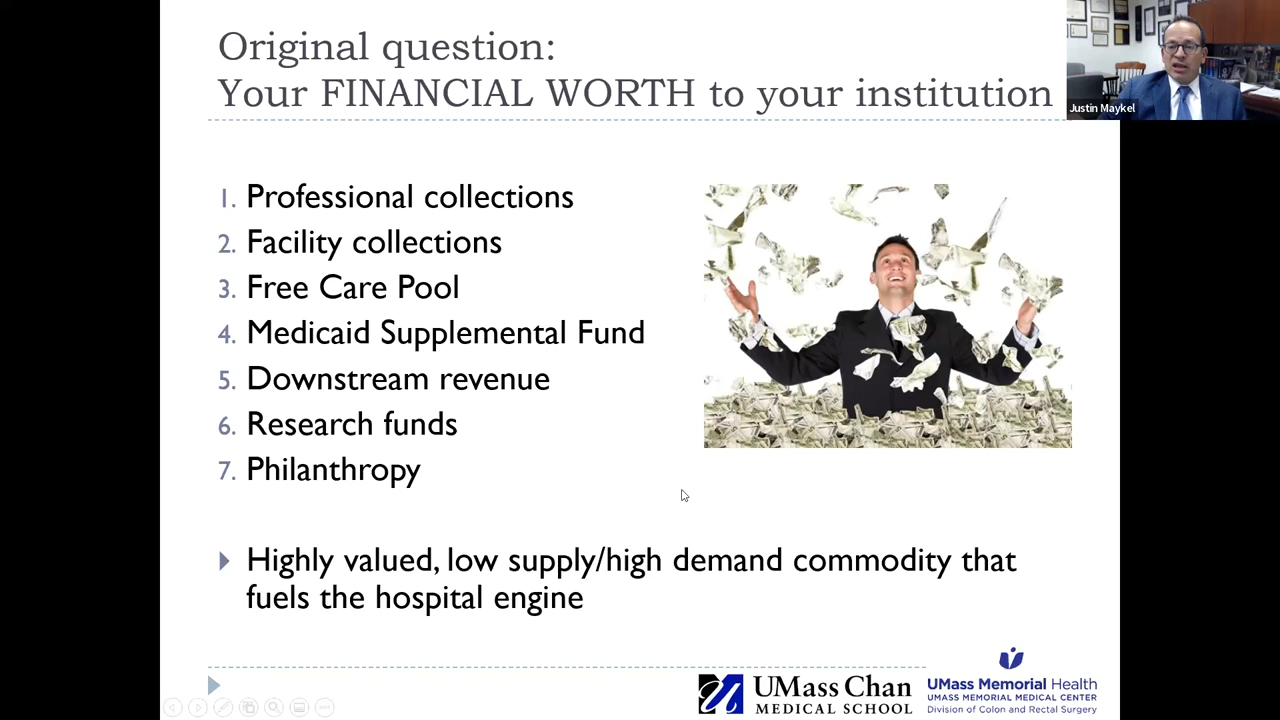 Original question:
Your FINANCIAL WORTH to your institution
Justin Maykel
1. Professional collections
2. Facility collections
3. Free Care Pool
4. Medicaid Supplemental Fund
5. Downstream revenue
6. Research funds
7. Philanthropy
Highly valued, low supply/high demand commodity that
fuels the hospital engine
UMass Chan
MEDICAL SCHOOL
UMass Memorial Health
UMASS MEMORIAL MEDICAL CENTER
Division of Colon and Rectal Surgery